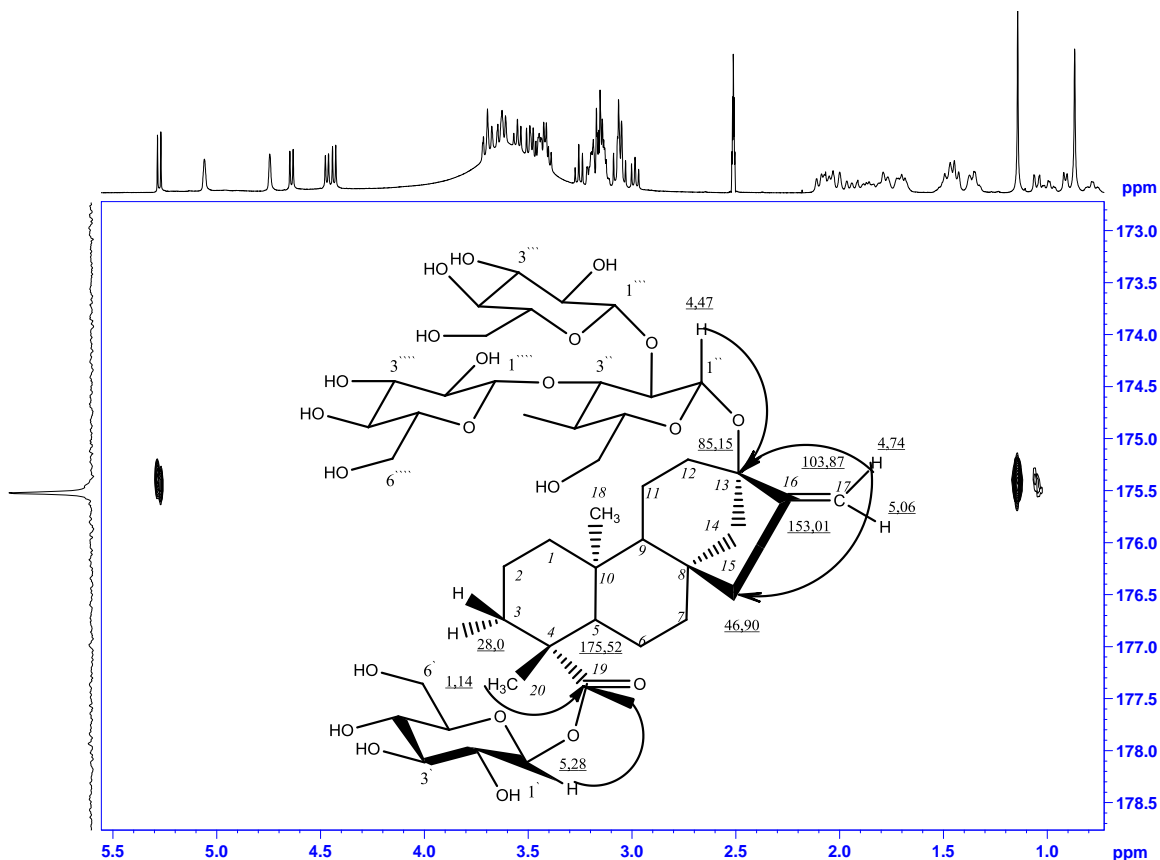 ppm
173.0
173.5
174.0
174.5
175.0
175.5
176.0
176.5
177.0
177.5
178.0
178.5
HO 3``` OH
HO
1```
4,47
HO O O H
3```` OH 1```` 3`` 1``
HO O
HO O O O
85,15 4,74
HO 6```` 12 103,87 H
HO 13 16 17
18 11 C 5,06
CH3 14 153,01 H
1 9 15
2 10 8
H 3 4 5 7 46,90
H 28,0 175,52 6
HO 6` 1,14 H3C 20 19 O
HO O O
HO 3` 5,28
OH 1` H
5.5 5.0 4.5 4.0 3.5 3.0 2.5 2.0 1.5 1.0 ppm